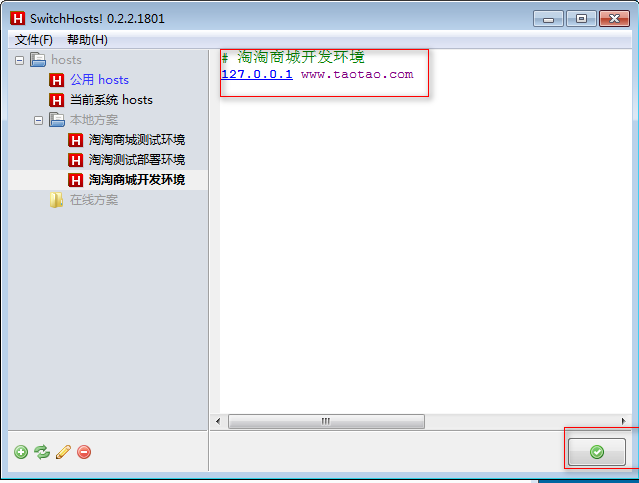 SwitchHosts! 0.2.2.1801
文件(F) 帮助(H)
hosts
公用 hosts
当前系统 hosts
本地方案
淘淘商城测试环境
淘淘测试部署环境
淘淘商城开发环境
在线方案
# 淘淘商城开发环境
127.0.0.1 www.taotao.com